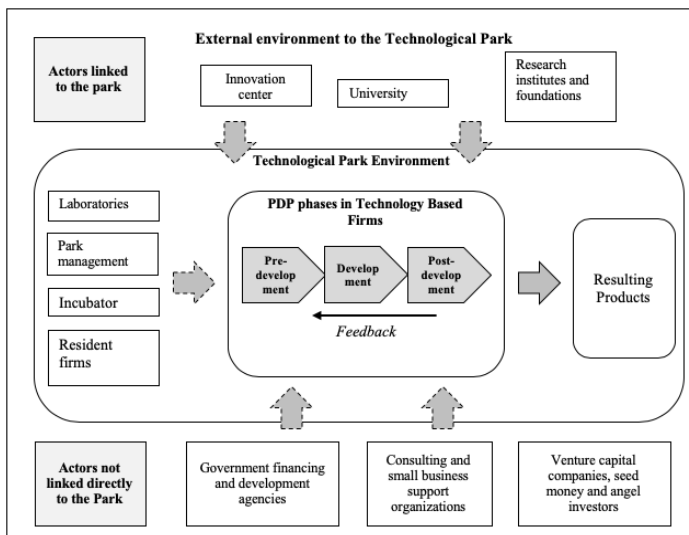 External environment to the Technological Park
Actors linked
to the park
Innovation
center
University
Research
institutes and
foundations
Technological Park Environment
Laboratories
Park
management
Incubator
Resident
firms
PDP phases in Technology Based
Firms
Pre-
develop
ment
Develop
ment
Post-
develop
ment
Feedback
Resulting
Products
Actors not
linked directly
to the Park
Government financing
and development
agencies
Consulting and
small business
support
organizations
Venture capital
companies, seed
money and angel
investors